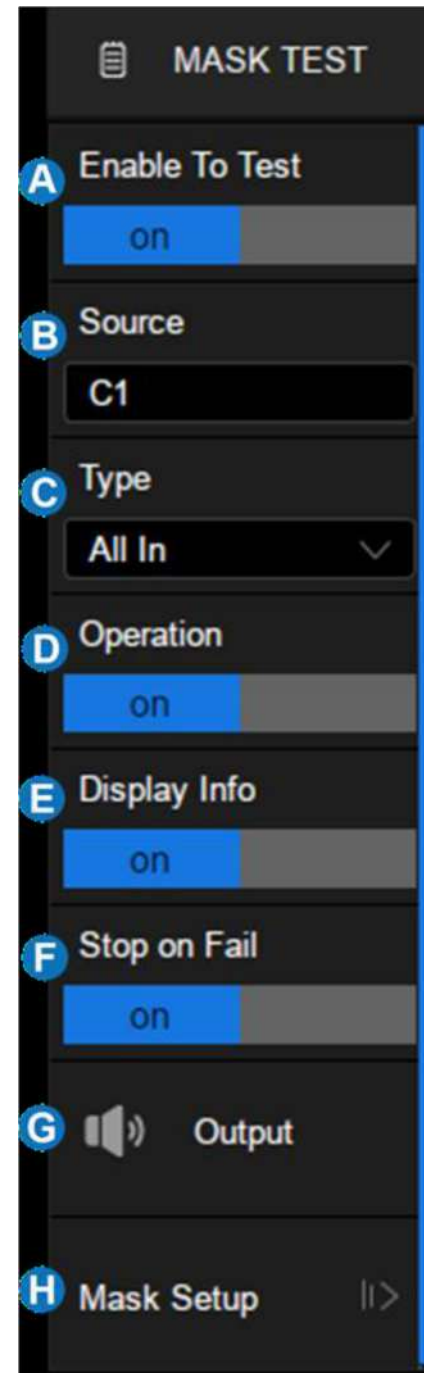 MASK TEST
A Enable To Test
on
B Source
C1
C Type
All In
D Operation
on
E Display Info
on
F Stop on Fail
on
G Output
H Mask Setup